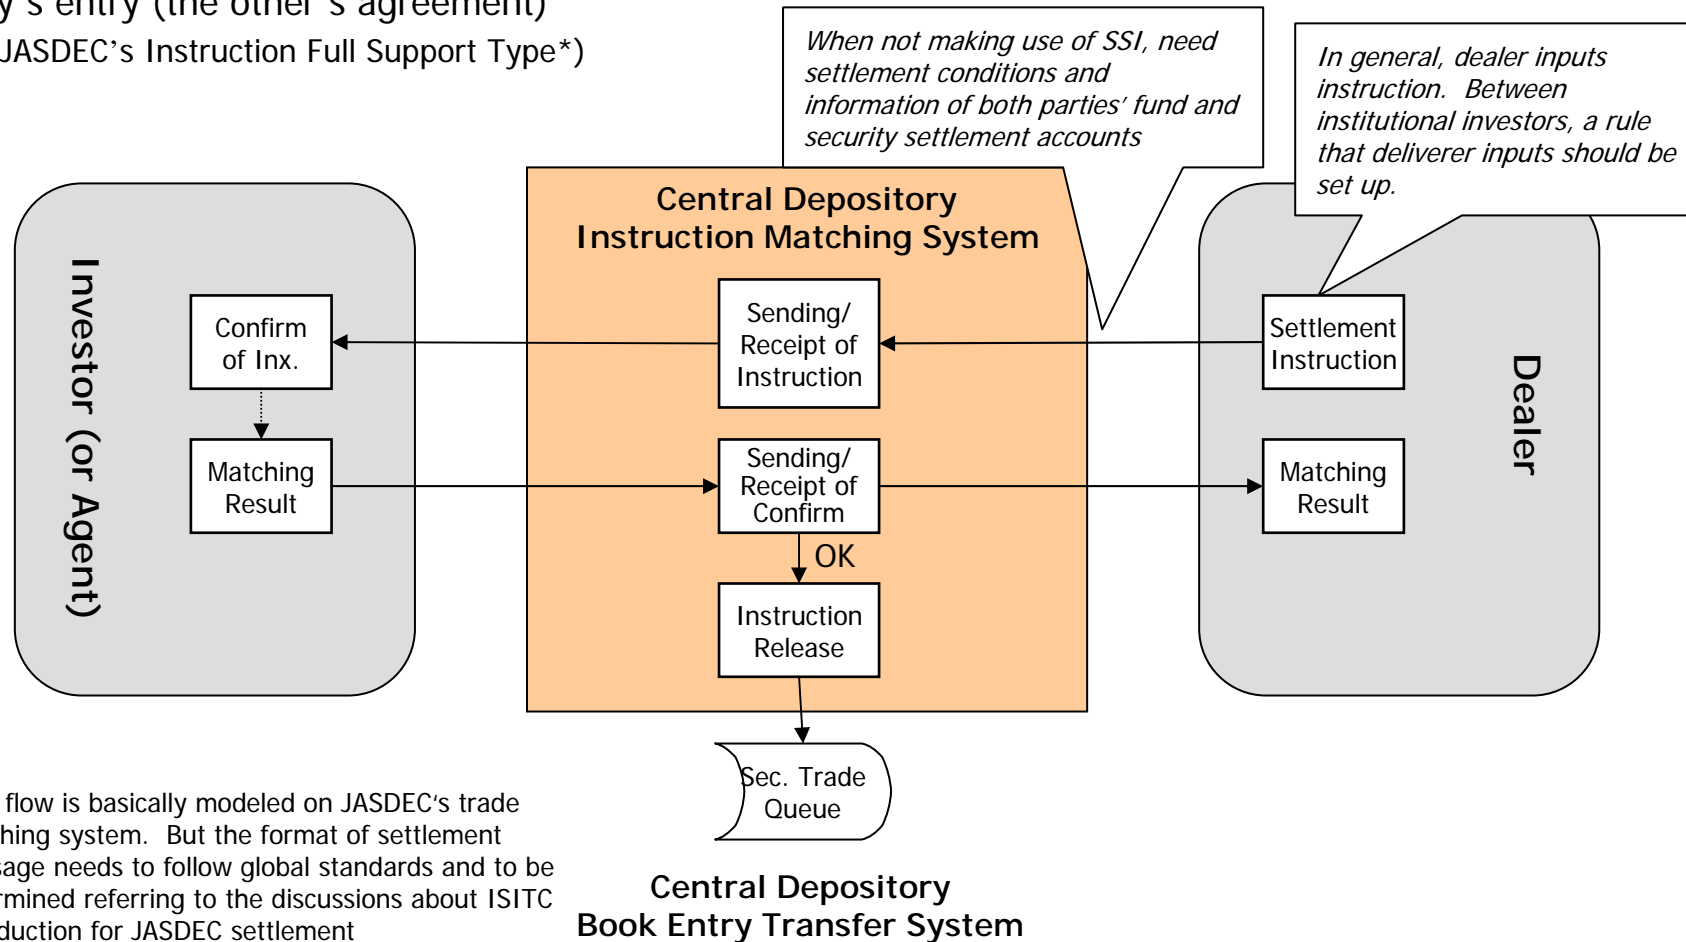 y's entry (the other's agreement)
JASDEC's Instruction Full Support Type*)
When not making use of SSI, need
settlement conditions and
information of both parties' fund and
security settlement accounts
In general, dealer inputs
instruction. Between
institutional investors, a rule
that deliverer inputs should be
set up.
Central Depository
Instruction Matching System
Investor (or Agent)
Confirm
of Inx.
Sending/
Receipt of
Instruction
Settlement
Instruction
Dealer
Matching
Result
Sending/
Receipt of
Confirm
Matching
Result
OK
Instruction
Release
Sec. Trade
Queue
flow is basically modeled on JASDEC's trade
hing system. But the format of settlement
sage needs to follow global standards and to be
rmined referring to the discussions about ISITC
duction for JASDEC settlement
Central Depository
Book Entry Transfer System